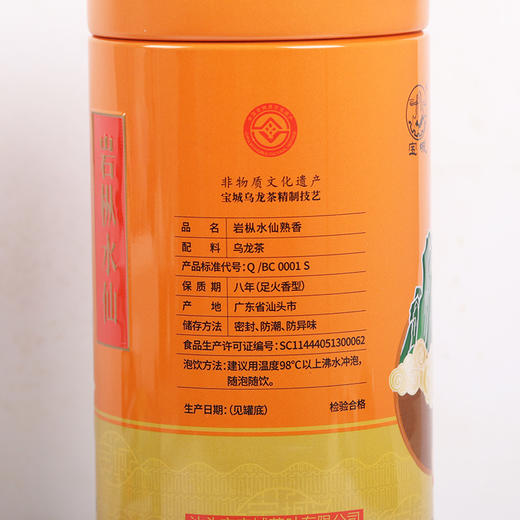 岩枞水仙
宝城
非物质文化遗产
宝城乌龙茶精制技艺
品 名 岩枞水仙熟香
配 料 乌龙茶
产品标准代号: Q /BC 0001 S
保 质 期 八年(足火香型)
产 地 广东省汕头市
储存方法 密封、防潮、防异味
食品生产许可证编号: SC11444051300062
泡饮方法: 建议用温度98℃以上沸水冲泡,
随泡随饮。
生产日期: (见罐底) 检验合格